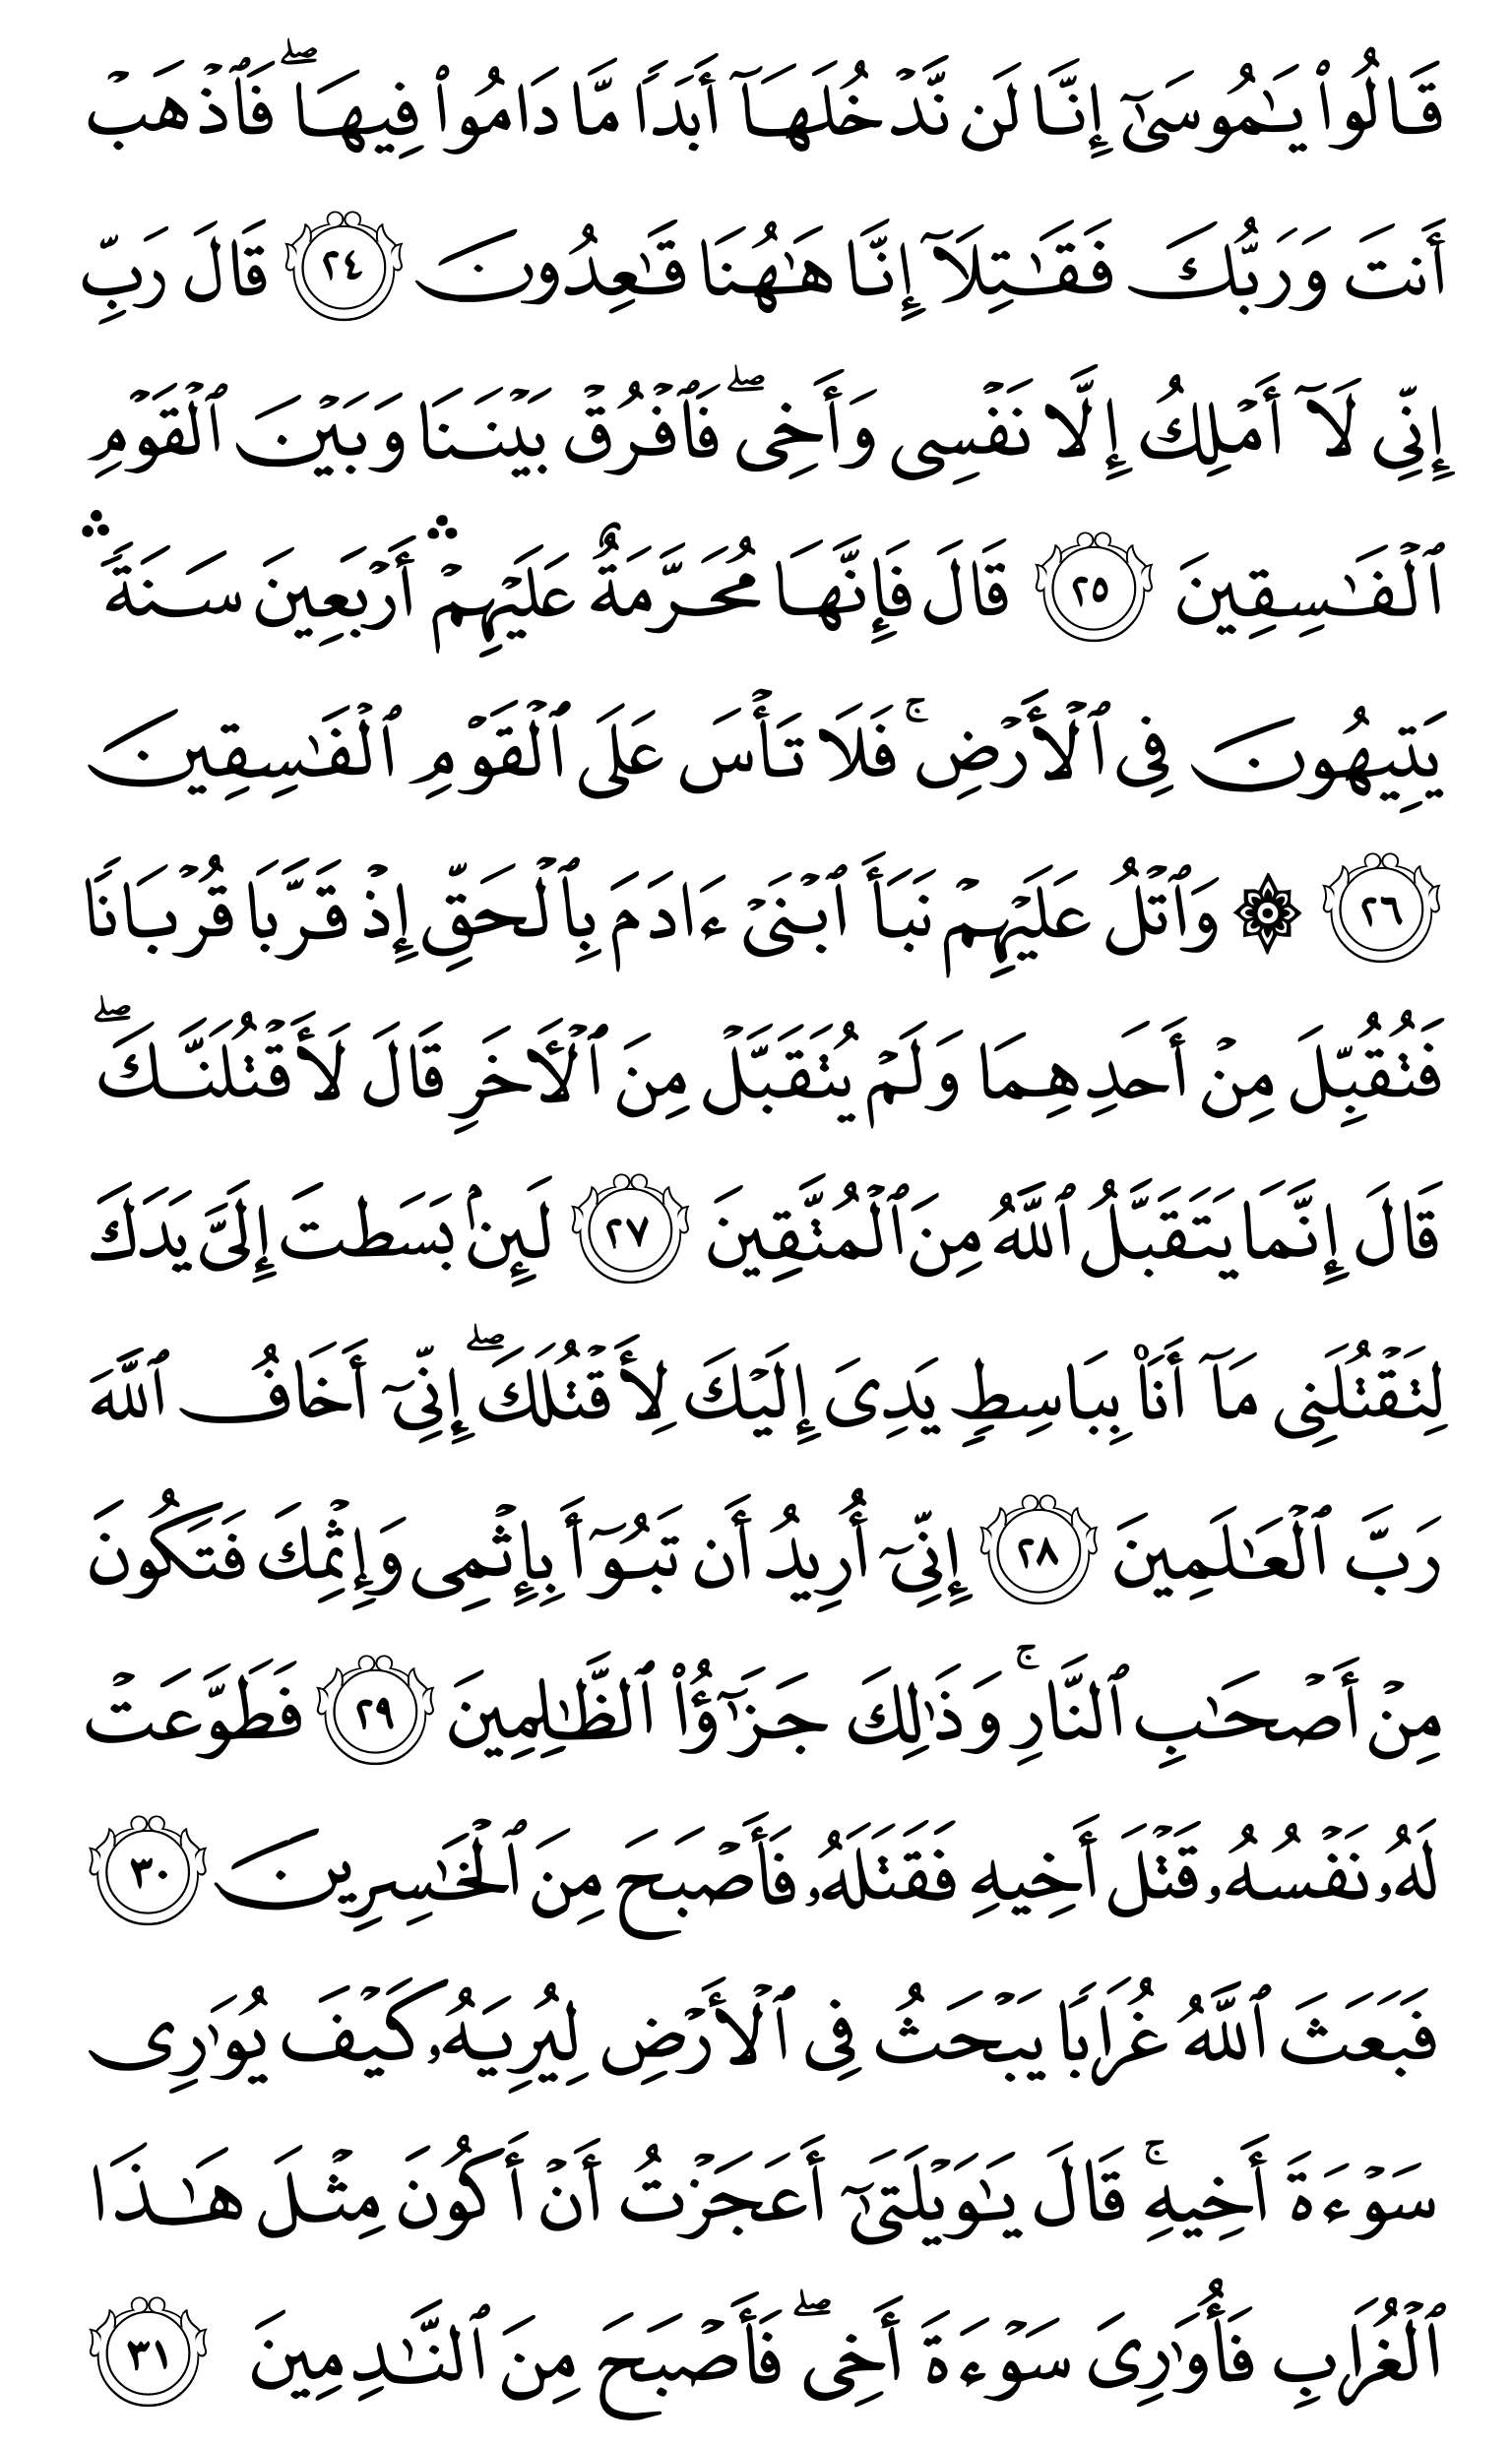 قَالُوا۟ يَـٰمُوسَىٰٓ إِنَّا لَن نَّدْخُلَهَآ أَبَدًا مَّا دَامُوا۟ فِيهَا ۖ فَٱذْهَبْ
أَنتَ وَرَبُّكَ فَقَـٰتِلَآ إِنَّا هَـٰهُنَا قَـٰعِدُونَ ٢٤ قَالَ رَبِّ
إِنِّى لَآ أَمْلِكُ إِلَّا نَفْسِى وَأَخِى ۖ فَٱفْرُقْ بَيْنَنَا وَبَيْنَ ٱلْقَوْمِ
ٱلْفَـٰسِقِينَ ٢٥ قَالَ فَإِنَّهَا مُحَرَّمَةٌ عَلَيْهِمْ ۛ أَرْبَعِينَ سَنَةً ۛ
يَتِيهُونَ فِى ٱلْأَرْضِ ۚ فَلَا تَأْسَ عَلَى ٱلْقَوْمِ ٱلْفَـٰسِقِينَ
٢٦ ۞ وَٱتْلُ عَلَيْهِمْ نَبَأَ ٱبْنَىْ ءَادَمَ بِٱلْحَقِّ إِذْ قَرَّبَا قُرْبَانًا
فَتُقُبِّلَ مِنْ أَحَدِهِمَا وَلَمْ يُتَقَبَّلْ مِنَ ٱلْـَٔاخَرِ قَالَ لَأَقْتُلَنَّكَ ۖ
قَالَ إِنَّمَا يَتَقَبَّلُ ٱللَّهُ مِنَ ٱلْمُتَّقِينَ ٢٧ لَئِنۢ بَسَطتَ إِلَىَّ يَدَكَ
لِتَقْتُلَنِى مَآ أَنَا۠ بِبَاسِطٍ يَدِىَ إِلَيْكَ لِأَقْتُلَكَ ۖ إِنِّىٓ أَخَافُ ٱللَّهَ
رَبَّ ٱلْعَـٰلَمِينَ ٢٨ إِنِّىٓ أُرِيدُ أَن تَبُوٓأَ بِإِثْمِى وَإِثْمِكَ فَتَكُونَ
مِنْ أَصْحَـٰبِ ٱلنَّارِ ۚ وَذَٰلِكَ جَزَٰٓؤُا۟ ٱلظَّـٰلِمِينَ ٢٩ فَطَوَّعَتْ
لَهُۥ نَفْسُهُۥ قَتْلَ أَخِيهِ فَقَتَلَهُۥ فَأَصْبَحَ مِنَ ٱلْخَـٰسِرِينَ ٣٠
فَبَعَثَ ٱللَّهُ غُرَابًا يَبْحَثُ فِى ٱلْأَرْضِ لِيُرِيَهُۥ كَيْفَ يُوَٰرِى
سَوْءَةَ أَخِيهِ ۚ قَالَ يَـٰوَيْلَتَىٰٓ أَعَجَزْتُ أَنْ أَكُونَ مِثْلَ هَـٰذَا
ٱلْغُرَابِ فَأُوَٰرِىَ سَوْءَةَ أَخِى ۖ فَأَصْبَحَ مِنَ ٱلنَّـٰدِمِينَ ٣١